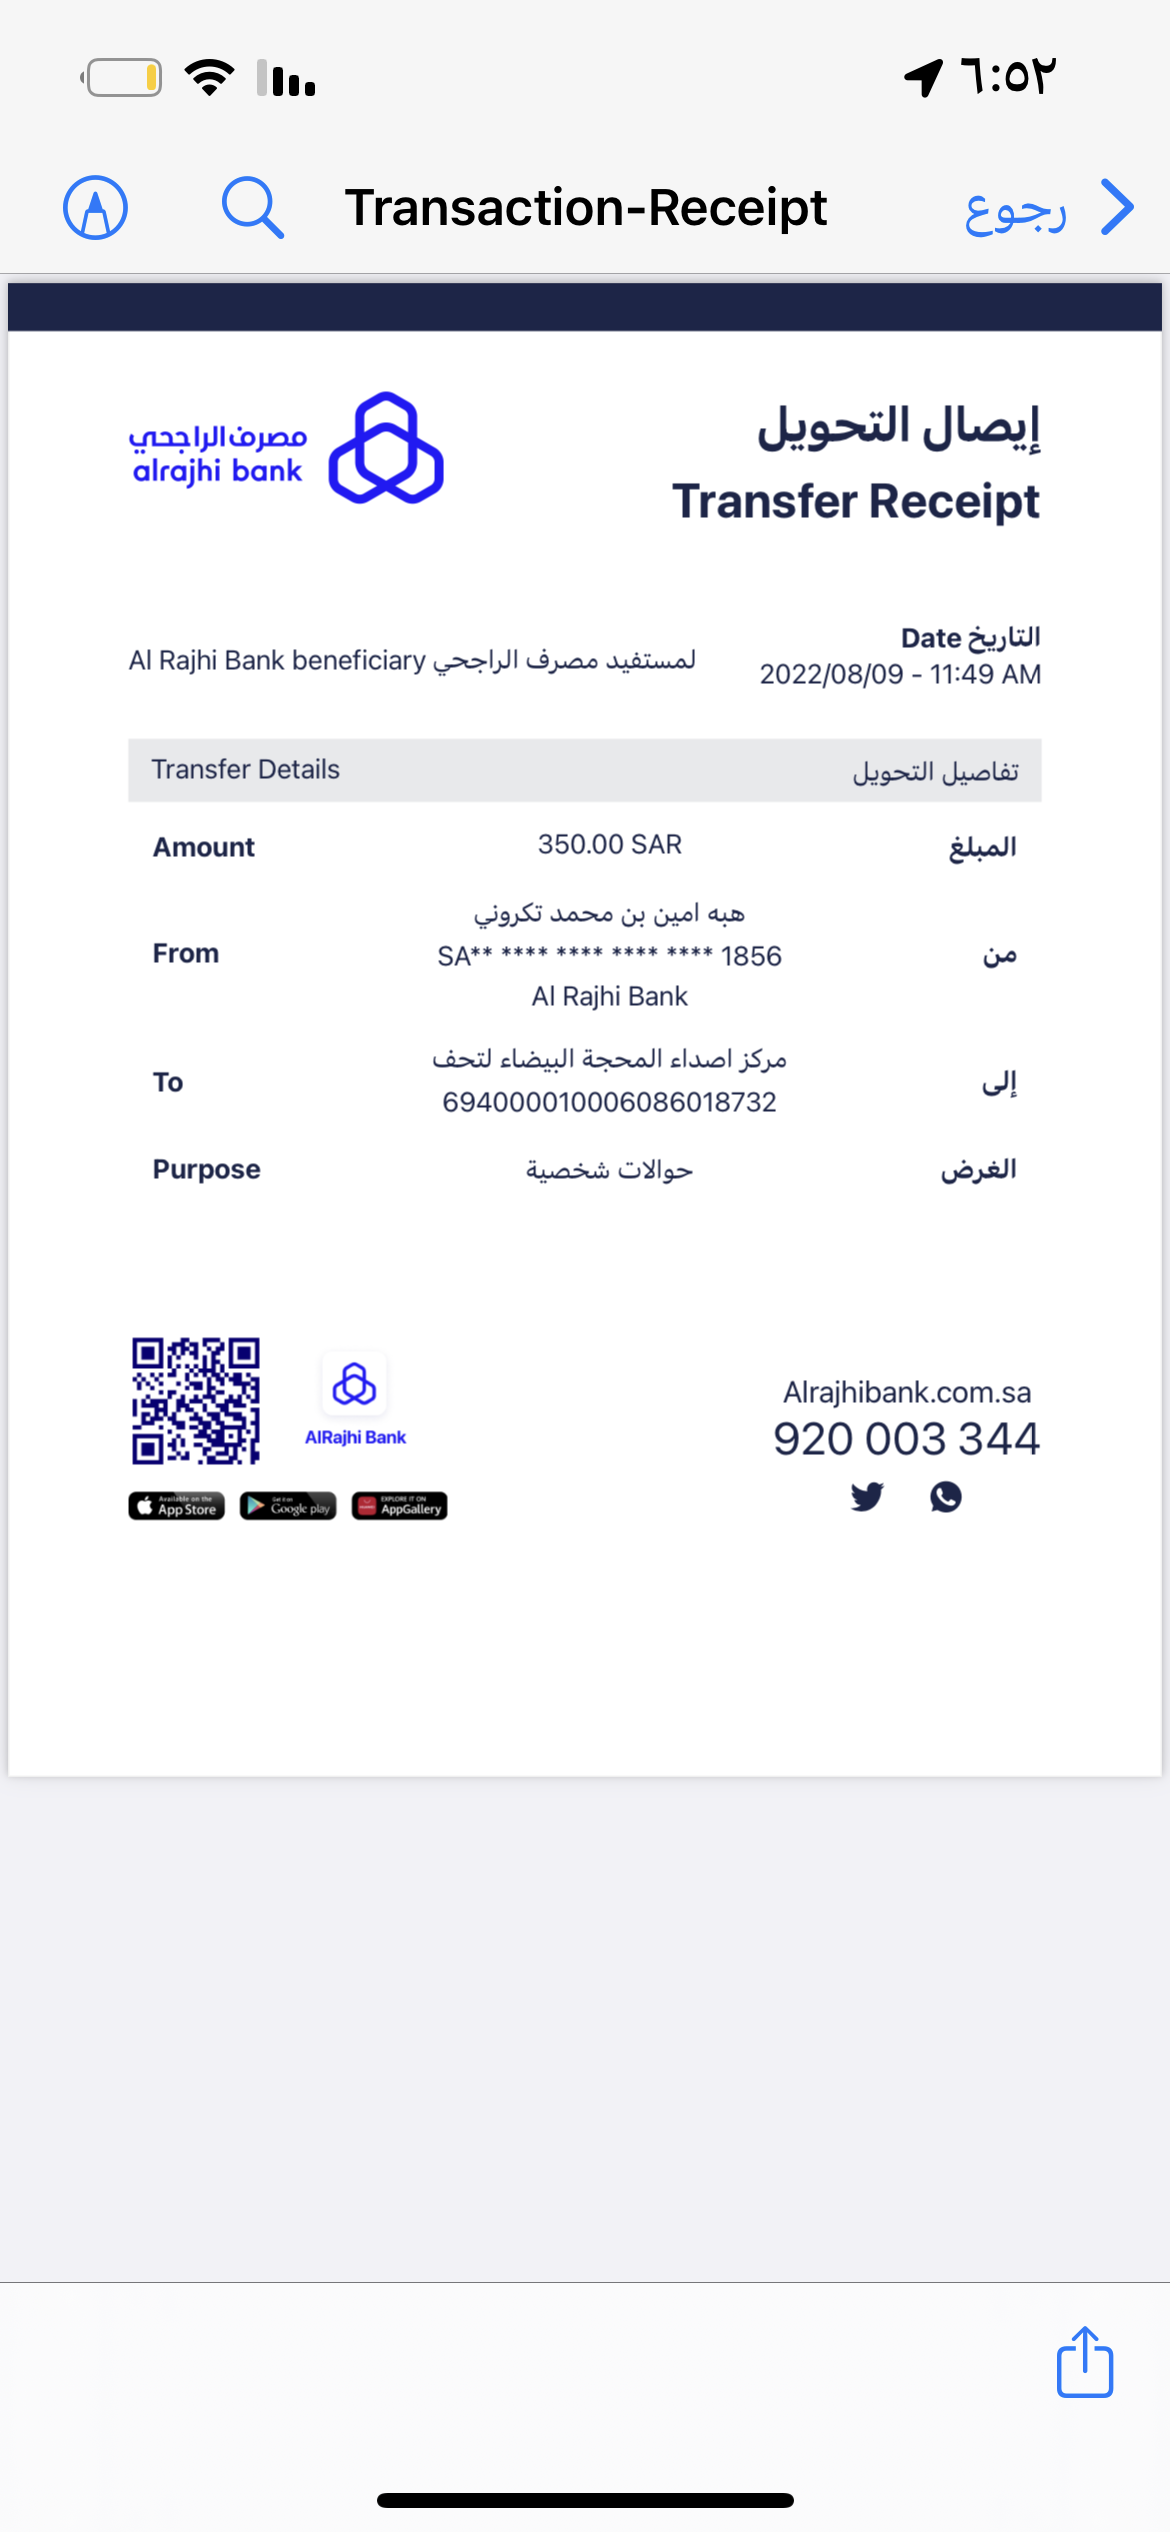 ٦:٥٢
Transaction-Receipt
رجوع
مصرف الراجحي
alrajhi bank
إيصال التحويل
Transfer Receipt
التاريخ Date
2022/08/09 - 11:49 AM
Al Rajhi Bank beneficiary لمستفيد مصرف الراجحي
Transfer Details تفاصيل التحويل
Amount 350.00 SAR المبلغ
هبه امين بن محمد تكروني
From SA** **** **** **** **** 1856 من
Al Rajhi Bank
مركز اصداء المحجة البيضاء لتحف
To إلى
694000010006086018732
Purpose حوالات شخصية الغرض
AlRajhi Bank
Alrajhibank.com.sa
920 003 344
Available on the
App Store
Get it on
Google play
EXPLORE IT ON
AppGallery